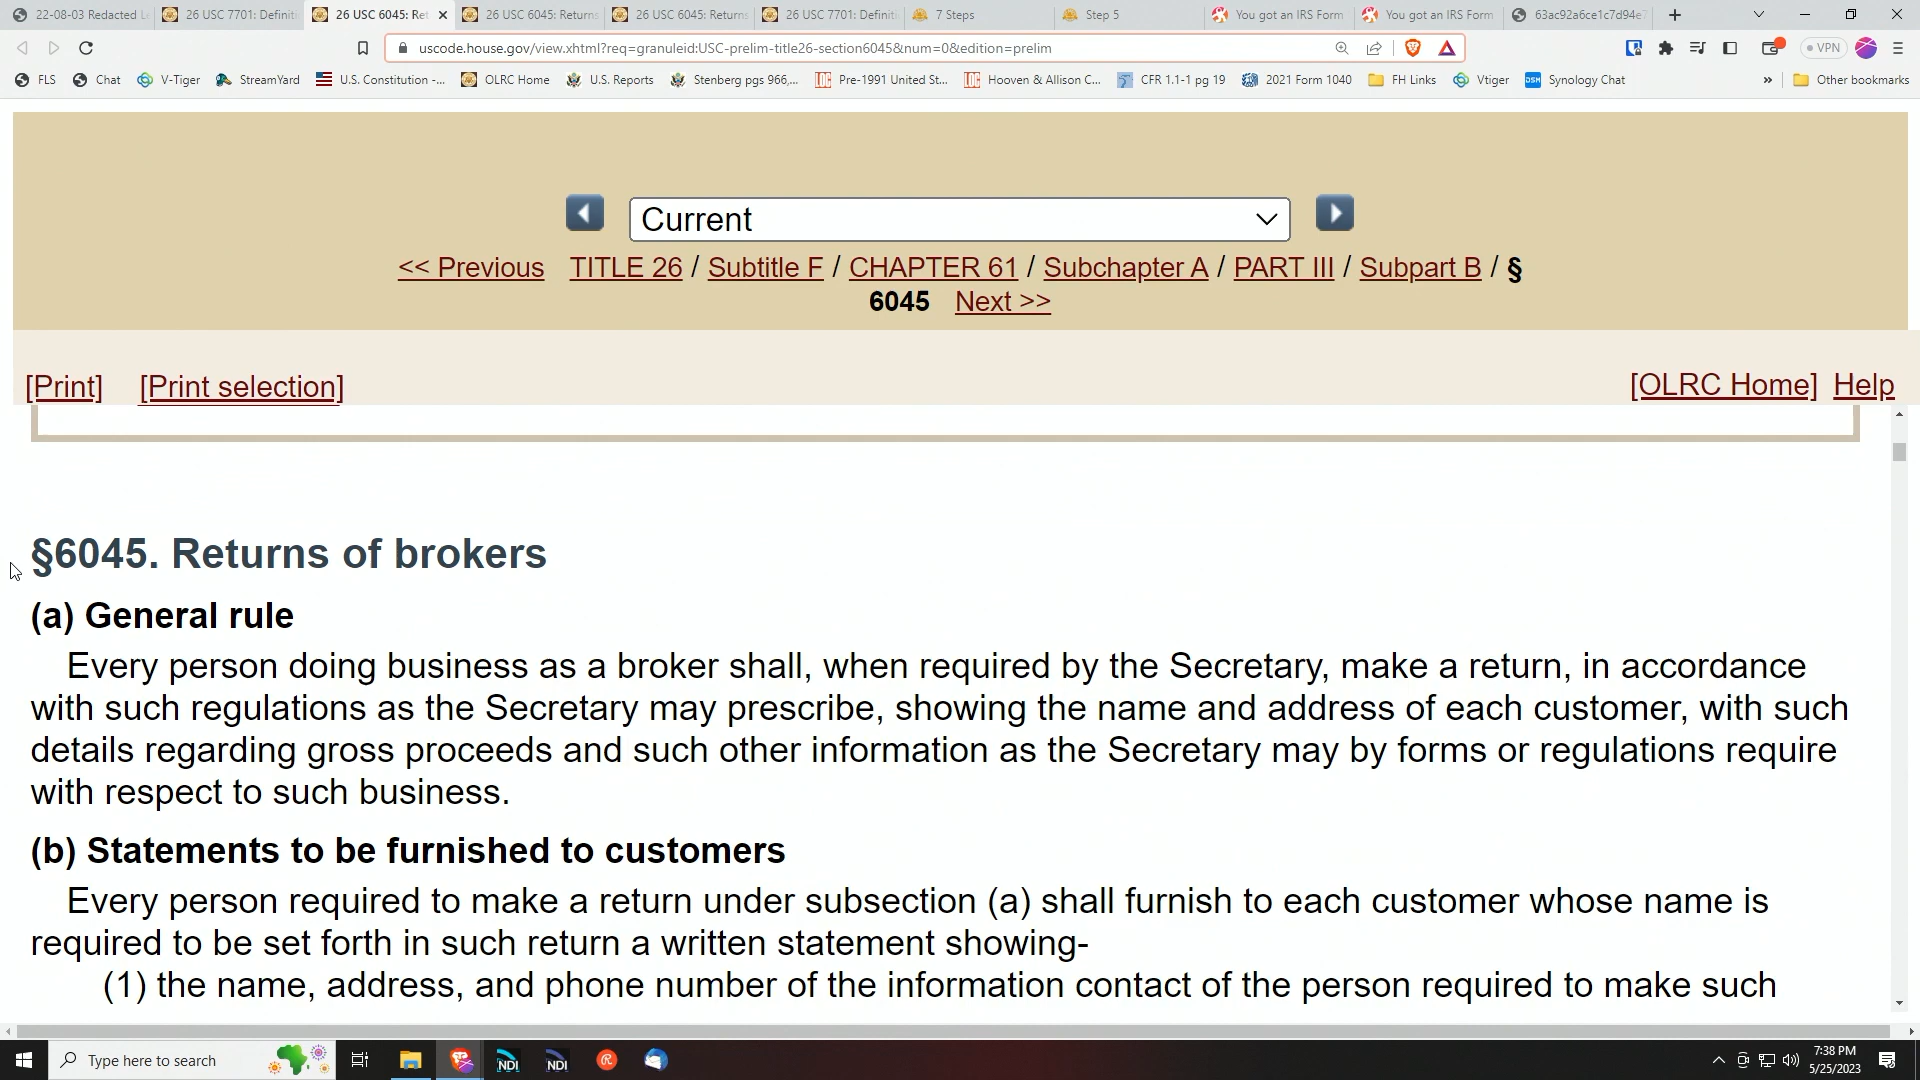 22-08-03 Redacted L
26 USC 7701: Definit
26 USC 6045: Ret
26 USC 6045: Returns
26 USC 6045: Returns
26 USC 7701: Definit
7 Steps
Step 5
You got an IRS Form
You got an IRS Form
63ac92a6ce1c7d94e7
uscode.house.gov/view.xhtml?req=granuleid:USC-prelim-title26-section6045&num=0&edition=prelim
VPN
FLS
Chat
V-Tiger
StreamYard
U.S. Constitution -...
OLRC Home
U.S. Reports
Stenberg pgs 966,...
Pre-1991 United St...
Hooven & Allison C...
CFR 1.1-1 pg 19
2021 Form 1040
FH Links
Vtiger
DSM
Synology Chat
»
Other bookmarks
Current
<< Previous TITLE 26 / Subtitle F / CHAPTER 61 / Subchapter A / PART III / Subpart B / §
6045 Next >>
[Print] [Print selection]
[OLRC Home] Help
§6045. Returns of brokers
(a) General rule
Every person doing business as a broker shall, when required by the Secretary, make a return, in accordance
with such regulations as the Secretary may prescribe, showing the name and address of each customer, with such
details regarding gross proceeds and such other information as the Secretary may by forms or regulations require
with respect to such business.
(b) Statements to be furnished to customers
Every person required to make a return under subsection (a) shall furnish to each customer whose name is
required to be set forth in such return a written statement showing-
(1) the name, address, and phone number of the information contact of the person required to make such
Type here to search
NDI
NDI
R
7:38 PM
5/25/2023